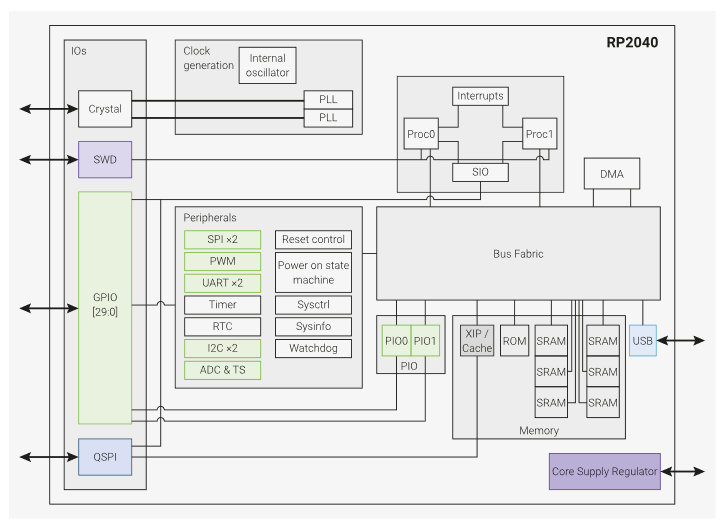 RP2040
IOs
Clock
generation
Internal
oscillator
Crystal
PLL
PLL
Interrupts
Proc0
Proc1
SWD
SIO
DMA
Peripherals
SPI ×2
PWM
UART ×2
Timer
RTC
I2C ×2
ADC & TS
Reset control
Power on state
machine
Sysctrl
Sysinfo
Watchdog
Bus Fabric
GPIO
[29:0]
PIO0
PIO1
PIO
XIP /
Cache
ROM
SRAM
SRAM
SRAM
SRAM
SRAM
SRAM
USB
Memory
QSPI
Core Supply Regulator